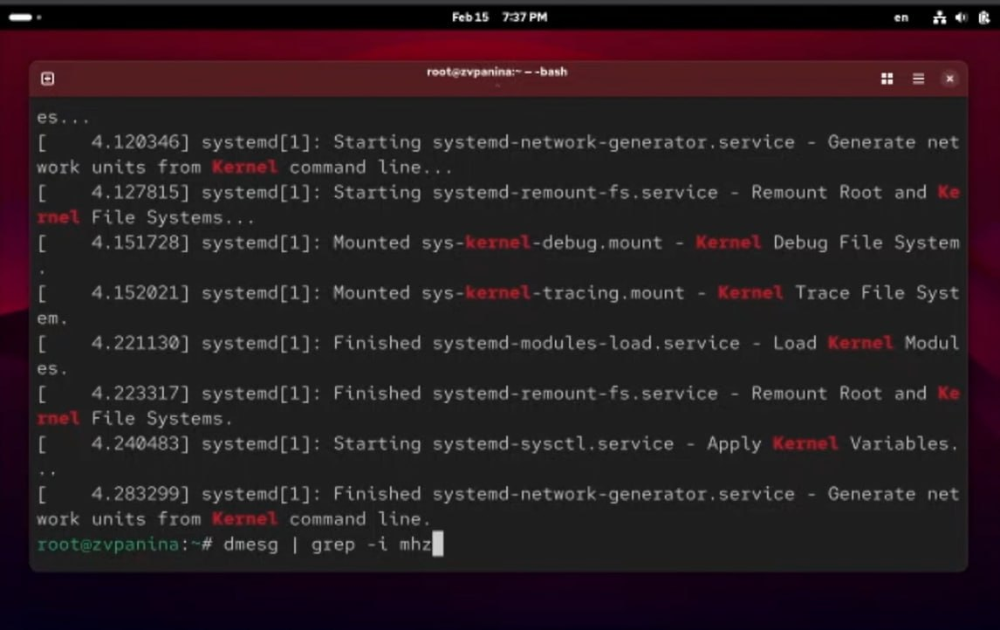 Feb 15 7:37 PM
en
root@zvpanina:~ — -bash
es...
[    4.120346] systemd[1]: Starting systemd-network-generator.service - Generate net
work units from Kernel command line...
[    4.127815] systemd[1]: Starting systemd-remount-fs.service - Remount Root and Ke
rnel File Systems...
[    4.151728] systemd[1]: Mounted sys-kernel-debug.mount - Kernel Debug File System
.
[    4.152021] systemd[1]: Mounted sys-kernel-tracing.mount - Kernel Trace File Syst
em.
[    4.221130] systemd[1]: Finished systemd-modules-load.service - Load Kernel Modul
es.
[    4.223317] systemd[1]: Finished systemd-remount-fs.service - Remount Root and Ke
rnel File Systems.
[    4.240483] systemd[1]: Starting systemd-sysctl.service - Apply Kernel Variables.
..
[    4.283299] systemd[1]: Finished systemd-network-generator.service - Generate net
work units from Kernel command line.
root@zvpanina:~# dmesg | grep -i mhz